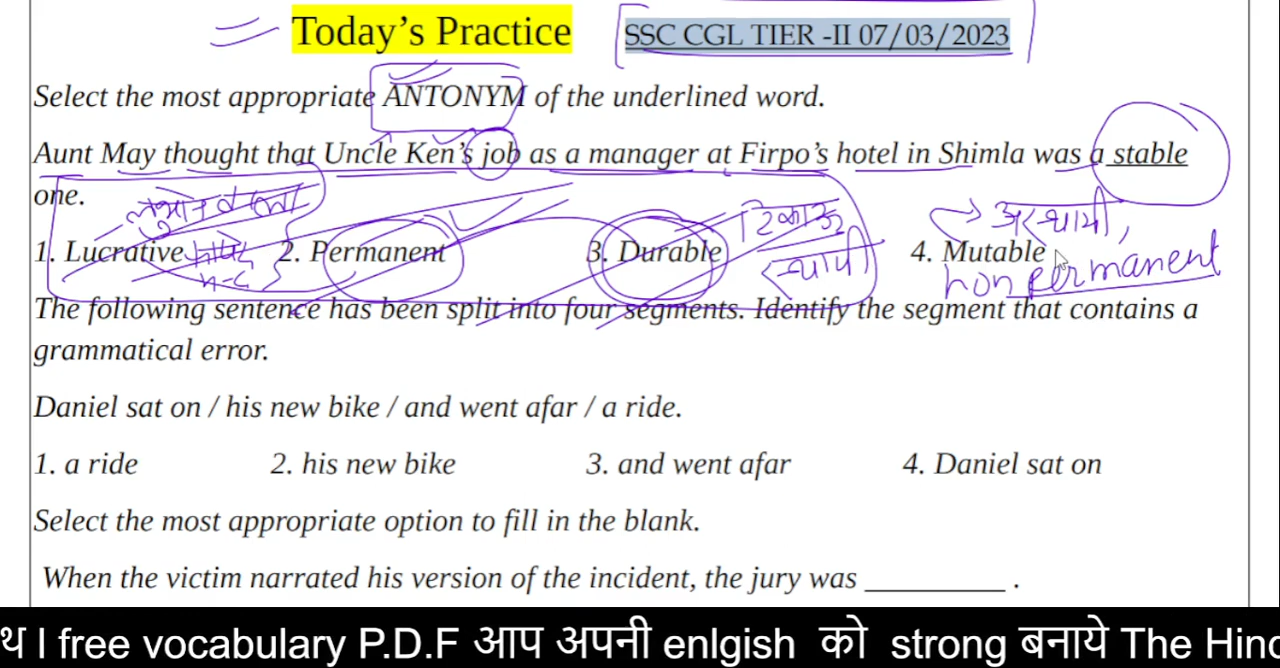 Today’s Practice SSC CGL TIER -II 07/03/2023
Select the most appropriate ANTONYM of the underlined word.
Aunt May thought that Uncle Ken’s job as a manager at Firpo’s hotel in Shimla was a stable
one.
अस्थायी,
टिकाऊ
1. Lucrative 2. Permanent 3. Durable 4. Mutable
स्थायी
non permanent
The following sentence has been split into four segments. Identify the segment that contains a
grammatical error.
Daniel sat on / his new bike / and went afar / a ride.
1. a ride 2. his new bike 3. and went afar 4. Daniel sat on
Select the most appropriate option to fill in the blank.
When the victim narrated his version of the incident, the jury was __________ .
थ l free vocabulary P.D.F आप अपनी enlgish को strong बनाये The Hind